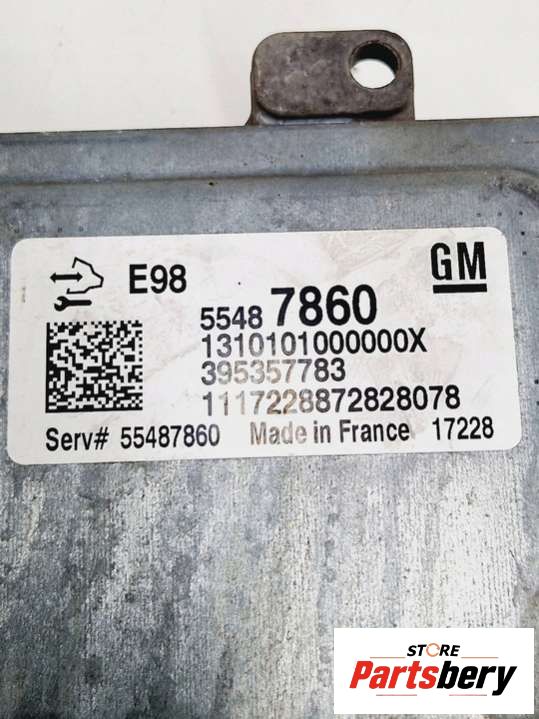 E98
GM
5548 7860
1310101000000X
395357783
1117228872828078
Serv# 55487860 Made in France 17228
STORE
Partsbery